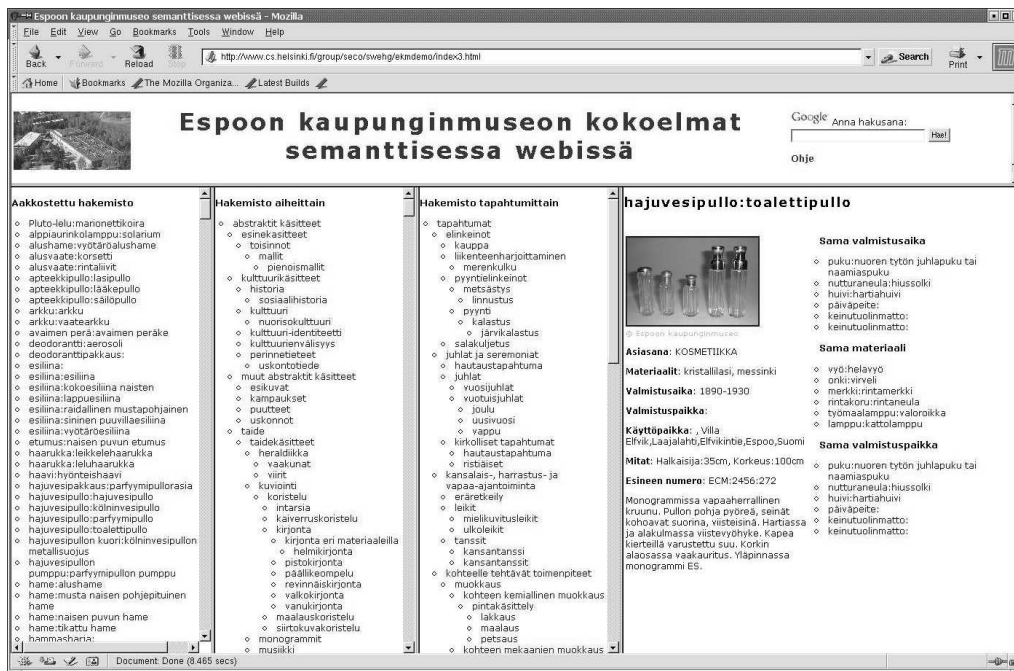 Espoon kaupunginmuseo semanttisessa webissä - Mozilla
File Edit View Go Bookmarks Tools Window Help
Back Forward Reload Stop
http://www.cs.helsinki.fi/group/seco/swehg/ekmdemo/index3.html
Search Print
Home Bookmarks The Mozilla Organiza... Latest Builds
Espoon kaupunginmuseon kokoelmat
semanttisessa webissä
Google Anna hakusana:
Hae!
Ohje
Aakkostettu hakemisto
Pluto-lelu:marionettikoira
alppiaurinkolamppu:solarium
alushame:vyötäröalushame
alusvaate:korsetti
alusvaate:rintaliivit
apteekkipullo:lasipullo
apteekkipullo:lääkepullo
apteekkipullo:säilöpullo
arkku:arkku
arkku:vaatearkku
avaimen perä:avaimen peräke
deodorantti:aerosoli
deodoranttipakkaus:
esiliina:
esiliina:esiliina
esiliina:kokoesiliina naisten
esiliina:lappuesiliina
esiliina:raidallinen mustapohjainen
esiliina:sininen puuvillaesiliina
esiliina:vyötäröesiliina
etumus:naisen puvun etumus
haarukka:leikkelehaarukka
haarukka:leluhaarukka
haavi:hyönteishaavi
hajuvesipakkaus:parfyymipullorasia
hajuvesipullo:hajuvesipullo
hajuvesipullo:kölninvesipullo
hajuvesipullo:parfyymipullo
hajuvesipullo:toalettipullo
hajuvesipullon kuori:kölninvesipullon
metallisuojus
hajuvesipullon
pumppu:parfyymipullon pumppu
hame:alushame
hame:musta naisen pohjepituinen
hame
hame:naisen puvun hame
hame:tikattu hame
hammasharja:
Hakemisto aiheittain
abstraktit käsitteet
esinekäsitteet
toisinnot
mallit
pienoismallit
kulttuurikäsitteet
historia
sosiaalihistoria
kulttuuri
nuorisokulttuuri
kulttuuri-identiteetti
kulttuurienvälisyys
perinnetieteet
uskontotiede
muut abstraktit käsitteet
esikuvat
kampaukset
puutteet
uskonnot
taide
taidekäsitteet
heraldiikka
vaakunat
viirit
kuviointi
koristelu
intarsia
kaiverruskoristelu
kirjonta
kirjonta eri materiaaleilla
helmikirjonta
pistokirjonta
päällikeompelu
revinnäiskirjonta
valkokirjonta
vanukirjonta
maalauskoristelu
siirtokuvakoristelu
monogrammit
musiikki
Hakemisto tapahtumittain
tapahtumat
elinkeinot
kauppa
liikenteenharjoittaminen
merenkulku
pyyntielinkeinot
metsästys
linnustus
pyynti
kalastus
järvikalastus
salakuljetus
juhlat ja seremoniat
hautaustapahtuma
juhlat
vuosijuhlat
vuotuisjuhlat
joulu
uusivuosi
vappu
kirkolliset tapahtumat
hautaustapahtuma
ristiäiset
kansalais-, harrastus- ja
vapaa-ajantoiminta
eräretkeily
leikit
mielikuvitusleikit
ulkoleikit
tanssit
kansantanssi
kansantanssit
kohteelle tehtävät toimenpiteet
muokkaus
kohteen kemiallinen muokkaus
pintakäsittely
lakkaus
maalaus
petsaus
kohteen mekaanien muokkaus
hajuvesipullo:toalettipullo
© Espoon kaupunginmuseo
Asiasana: KOSMETIIKKA
Materiaalit: kristallilasi, messinki
Valmistusaika: 1890-1930
Valmistuspaikka:
Käyttöpaikka: , Villa
Elfvik,Laajalahti,Elfvikintie,Espoo,Suomi
Mitat: Halkaisija:35cm, Korkeus:100cm
Esineen numero: ECM:2456:272
Monogrammissa vapaaherrallinen
kruunu. Pullon pohja pyöreä, seinät
kohoavat suorina, viisteisinä. Hartiassa
ja alakulmassa viistevyöhyke. Kapea
kierteillä varustettu suu. Korkin
alaosassa vaakauritus. Yläpinnassa
monogrammi ES.
Sama valmistusaika
puku:nuoren tytön juhlapuku tai
naamiaspuku
nutturaneula:hiussolki
huivi:hartiahuivi
päiväpeite:
keinutuolinmatto:
keinutuolinmatto:
Sama materiaali
vyö:helavyö
onki:virveli
merkki:rintamerkki
rintakoru:rintaneula
työmaalamppu:valoroikka
lamppu:kattolamppu
Sama valmistuspaikka
puku:nuoren tytön juhlapuku tai
naamiaspuku
nutturaneula:hiussolki
huivi:hartiahuivi
päiväpeite:
keinutuolinmatto:
keinutuolinmatto:
Document: Done (8.465 secs)